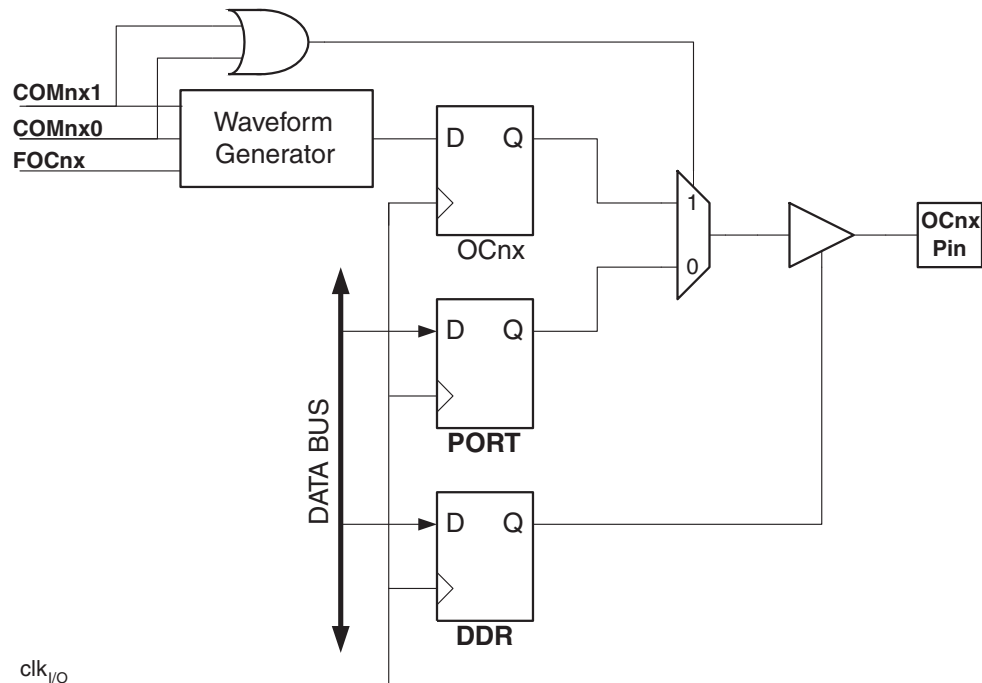 COMnx1
COMnx0
FOCnx
Waveform
Generator
D Q
OCnx
1
0
OCnx
Pin
DATA BUS
D Q
PORT
D Q
DDR
clkI/O